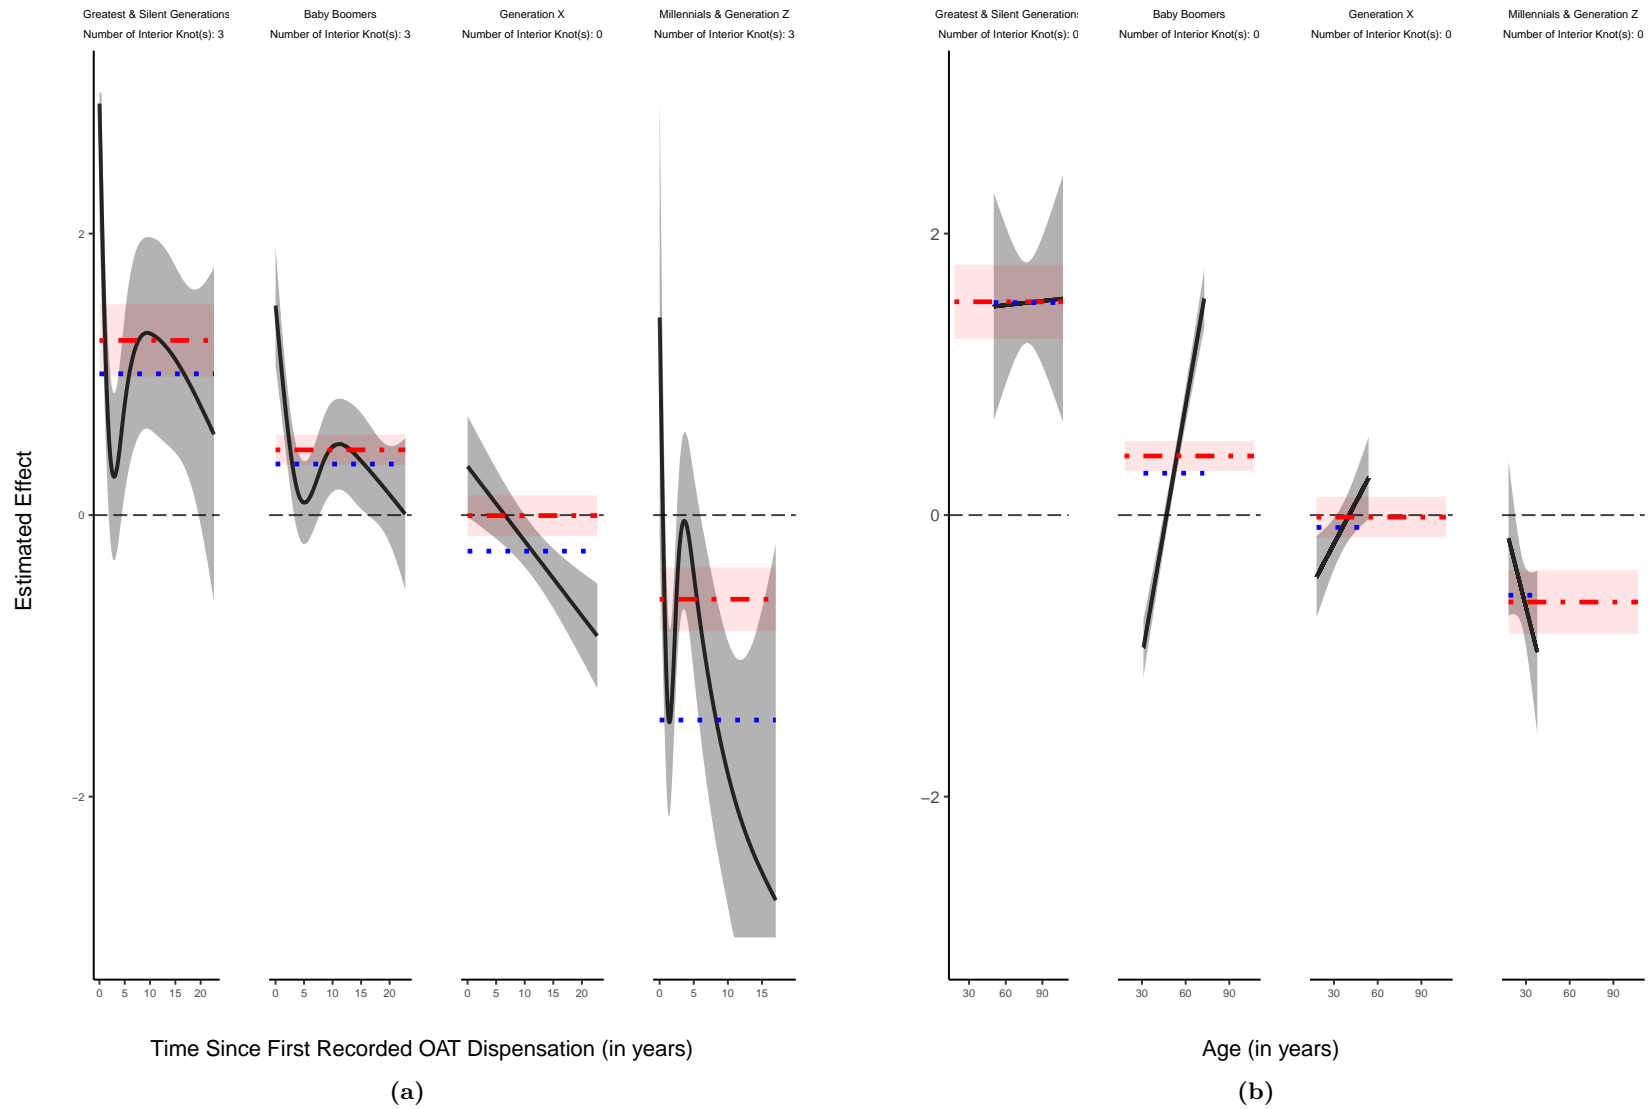 Greatest & Silent Generations
Number of Interior Knot(s): 3
Baby Boomers
Number of Interior Knot(s): 3
Generation X
Number of Interior Knot(s): 0
Millennials & Generation Z
Number of Interior Knot(s): 3
Greatest & Silent Generations
Number of Interior Knot(s): 0
Baby Boomers
Number of Interior Knot(s): 0
Generation X
Number of Interior Knot(s): 0
Millennials & Generation Z
Number of Interior Knot(s): 0
Estimated Effect
2
0
−2
2
0
−2
0 5 10 15 20
0 5 10 15 20
0 5 10 15 20
0 5 10 15
30 60 90
30 60 90
30 60 90
30 60 90
Time Since First Recorded OAT Dispensation (in years)
Age (in years)
(a)
(b)